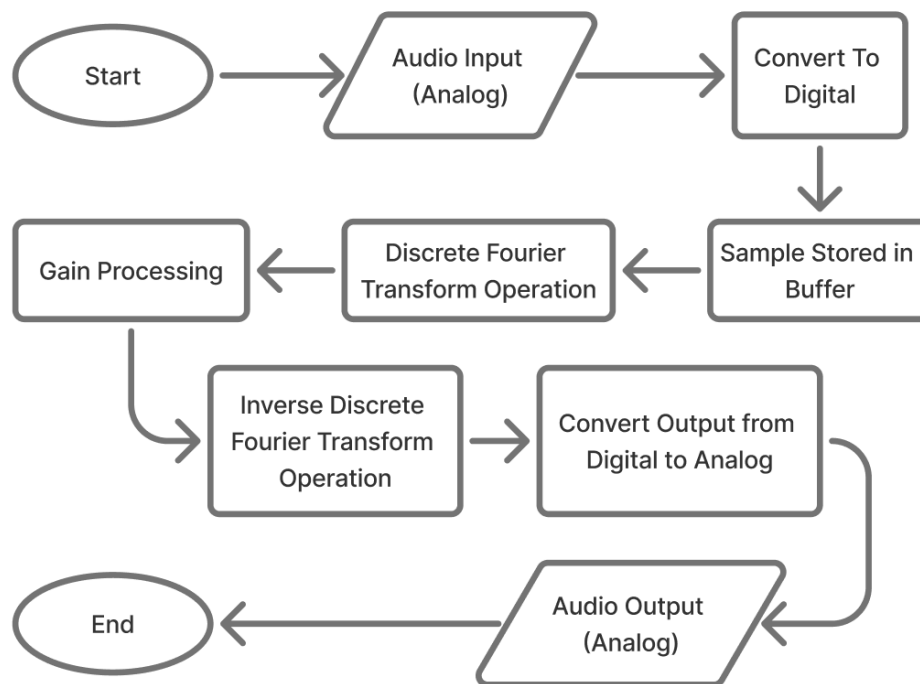 Start
Audio Input
(Analog)
Convert To
Digital
Sample Stored in
Buffer
Discrete Fourier
Transform Operation
Gain Processing
Inverse Discrete
Fourier Transform
Operation
Convert Output from
Digital to Analog
Audio Output
(Analog)
End